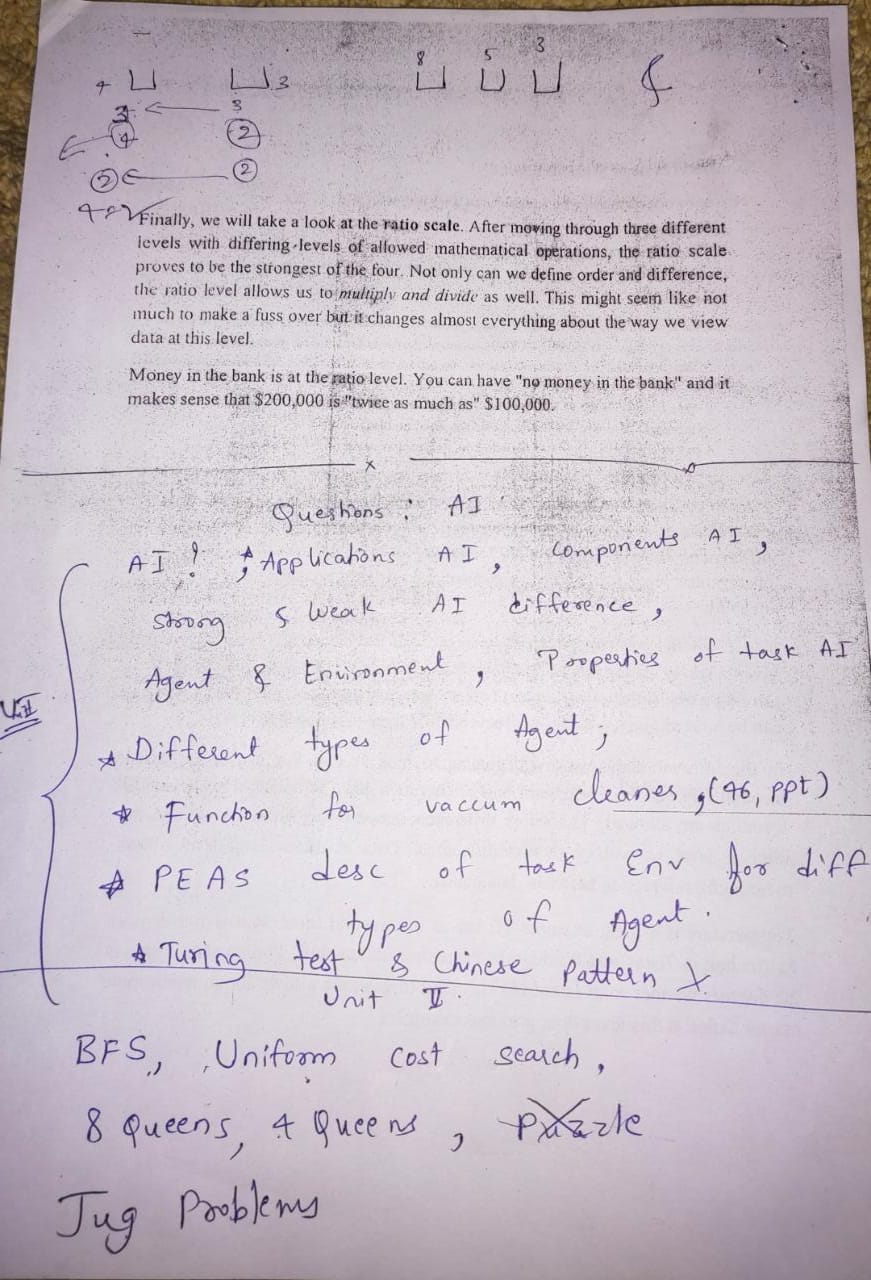 8 5 3
4 3
3 3
4 2
2 2
Finally, we will take a look at the ratio scale. After moving through three different
levels with differing levels of allowed mathematical operations, the ratio scale
proves to be the strongest of the four. Not only can we define order and difference,
the ratio level allows us to multiply and divide as well. This might seem like not
much to make a fuss over but it changes almost everything about the way we view
data at this level.
Money in the bank is at the ratio level. You can have "no money in the bank" and it
makes sense that $200,000 is "twice as much as" $100,000.
Questions : AI
AI ? ; Applications AI , Components AI ,
Strong & Weak AI difference ,
Agent & Environment , Properties of task AI
Unit
Different types of Agent ;
Function for vaccum cleaner , (46, ppt)
PEAS desc of task Env for diff
types of Agent .
Turing test & Chinese Pattern X
Unit II .
BFS, Uniform cost search ,
8 Queens, 4 Queens , Puzzle
Jug Problems